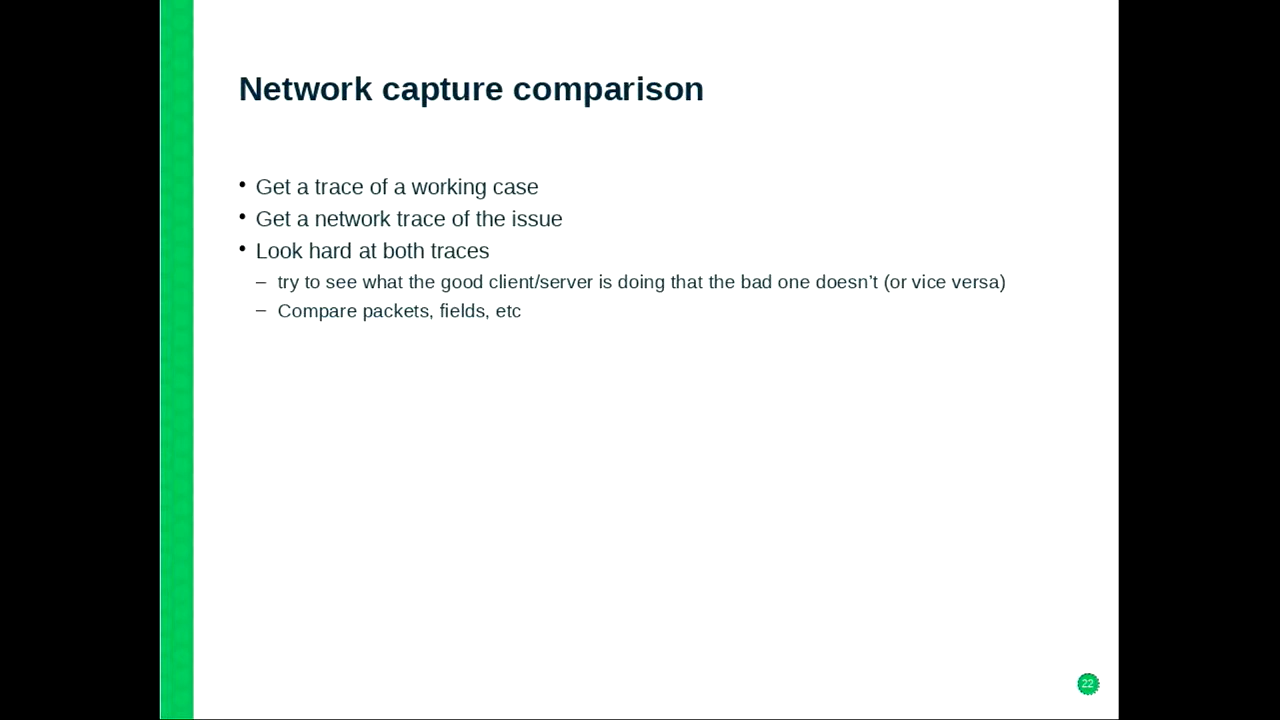 Network capture comparison
• Get a trace of a working case
• Get a network trace of the issue
• Look hard at both traces
– try to see what the good client/server is doing that the bad one doesn’t (or vice versa)
– Compare packets, fields, etc
22